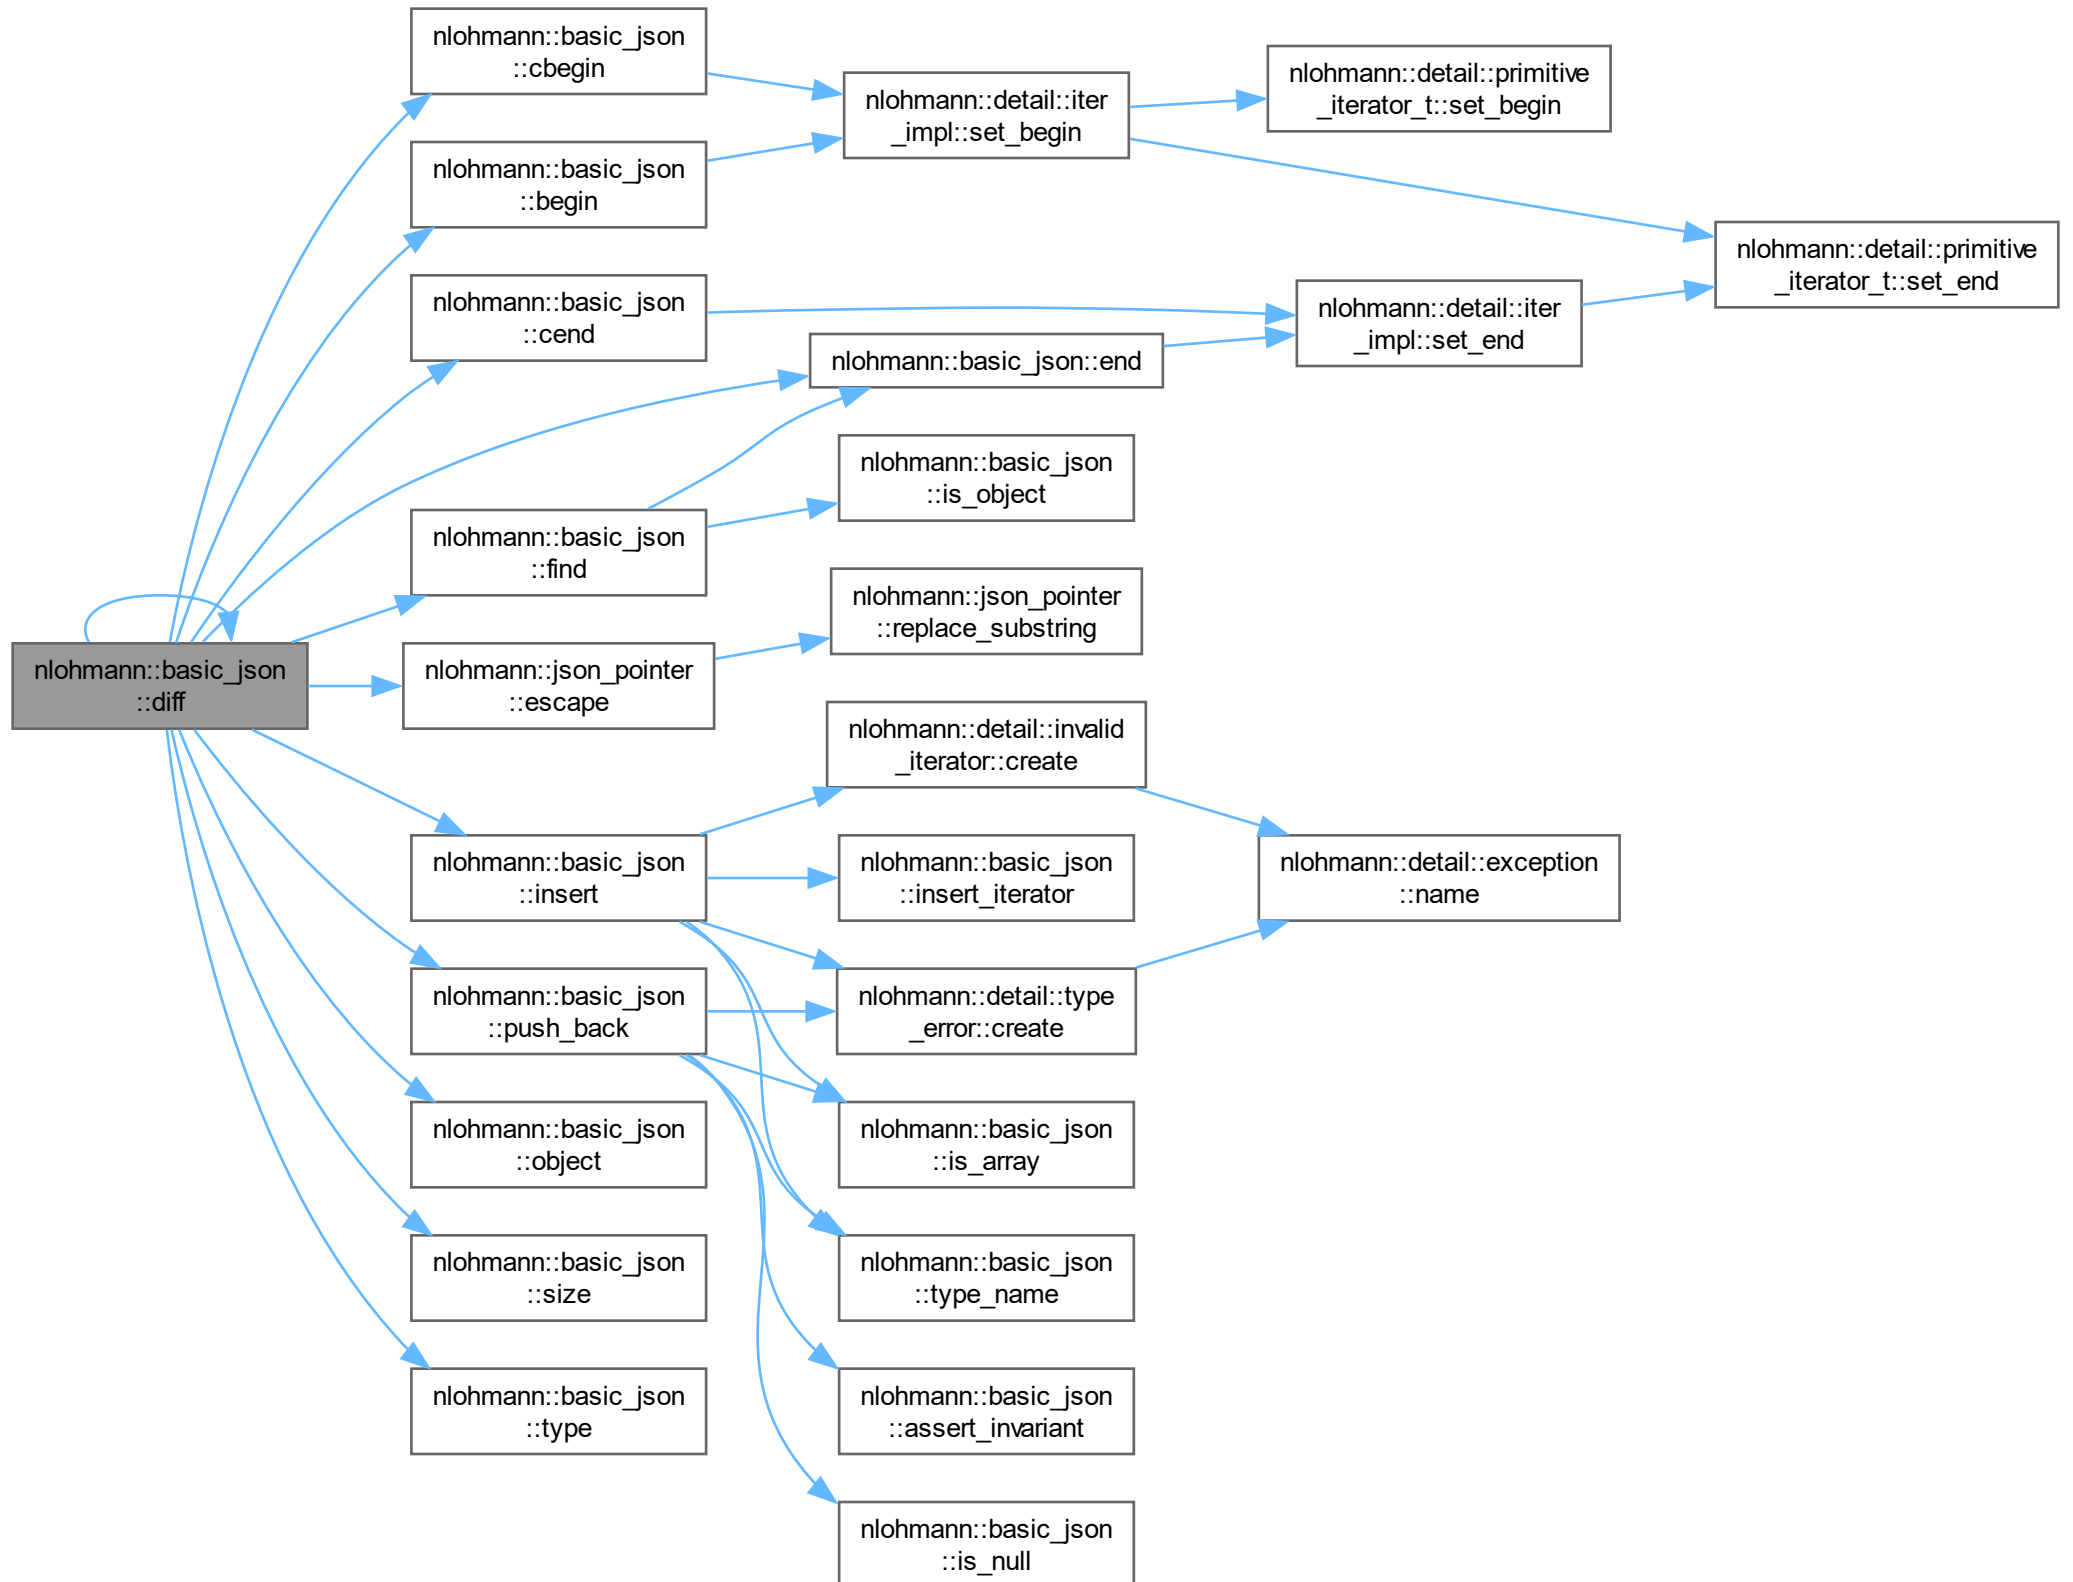 nlohmann::basic_json
::cbegin
nlohmann::detail::primitive
_iterator_t::set_begin
nlohmann::detail::iter
_impl::set_begin
nlohmann::basic_json
::begin
nlohmann::detail::primitive
_iterator_t::set_end
nlohmann::basic_json
::cend
nlohmann::detail::iter
_impl::set_end
nlohmann::basic_json::end
nlohmann::basic_json
::is_object
nlohmann::basic_json
::find
nlohmann::json_pointer
::replace_substring
nlohmann::basic_json
::diff
nlohmann::json_pointer
::escape
nlohmann::detail::invalid
_iterator::create
nlohmann::basic_json
::insert
nlohmann::basic_json
::insert_iterator
nlohmann::detail::exception
::name
nlohmann::basic_json
::push_back
nlohmann::detail::type
_error::create
nlohmann::basic_json
::object
nlohmann::basic_json
::is_array
nlohmann::basic_json
::size
nlohmann::basic_json
::type_name
nlohmann::basic_json
::type
nlohmann::basic_json
::assert_invariant
nlohmann::basic_json
::is_null